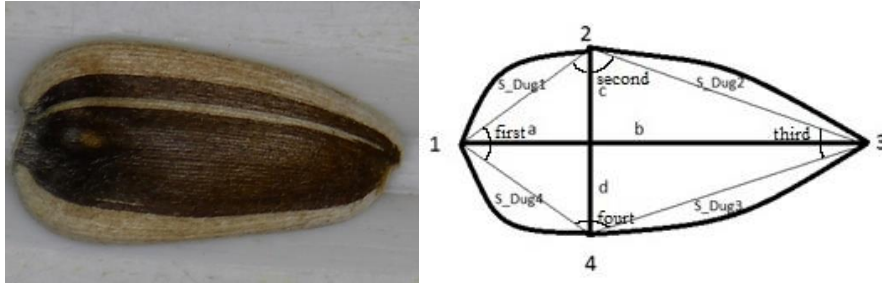 2
S_Dug1
second
S_Dug2
c
1
first
a
b
third
3
d
S_Dug4
fourt
S_Dug3
4